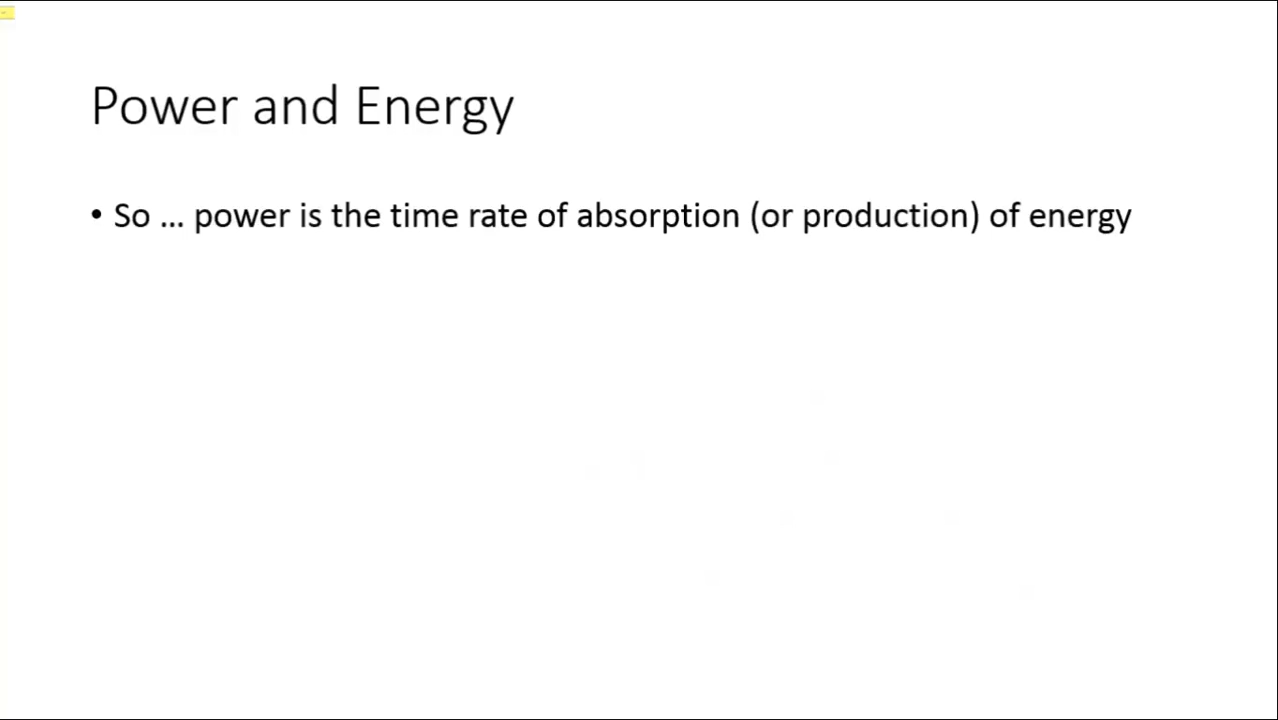 Power and Energy
• So ... power is the time rate of absorption (or production) of energy